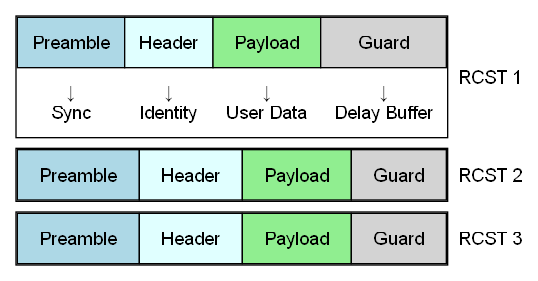 Preamble Header Payload Guard
RCST 1
↓ ↓ ↓ ↓
Sync Identity User Data Delay Buffer
Preamble Header Payload Guard RCST 2
Preamble Header Payload Guard RCST 3